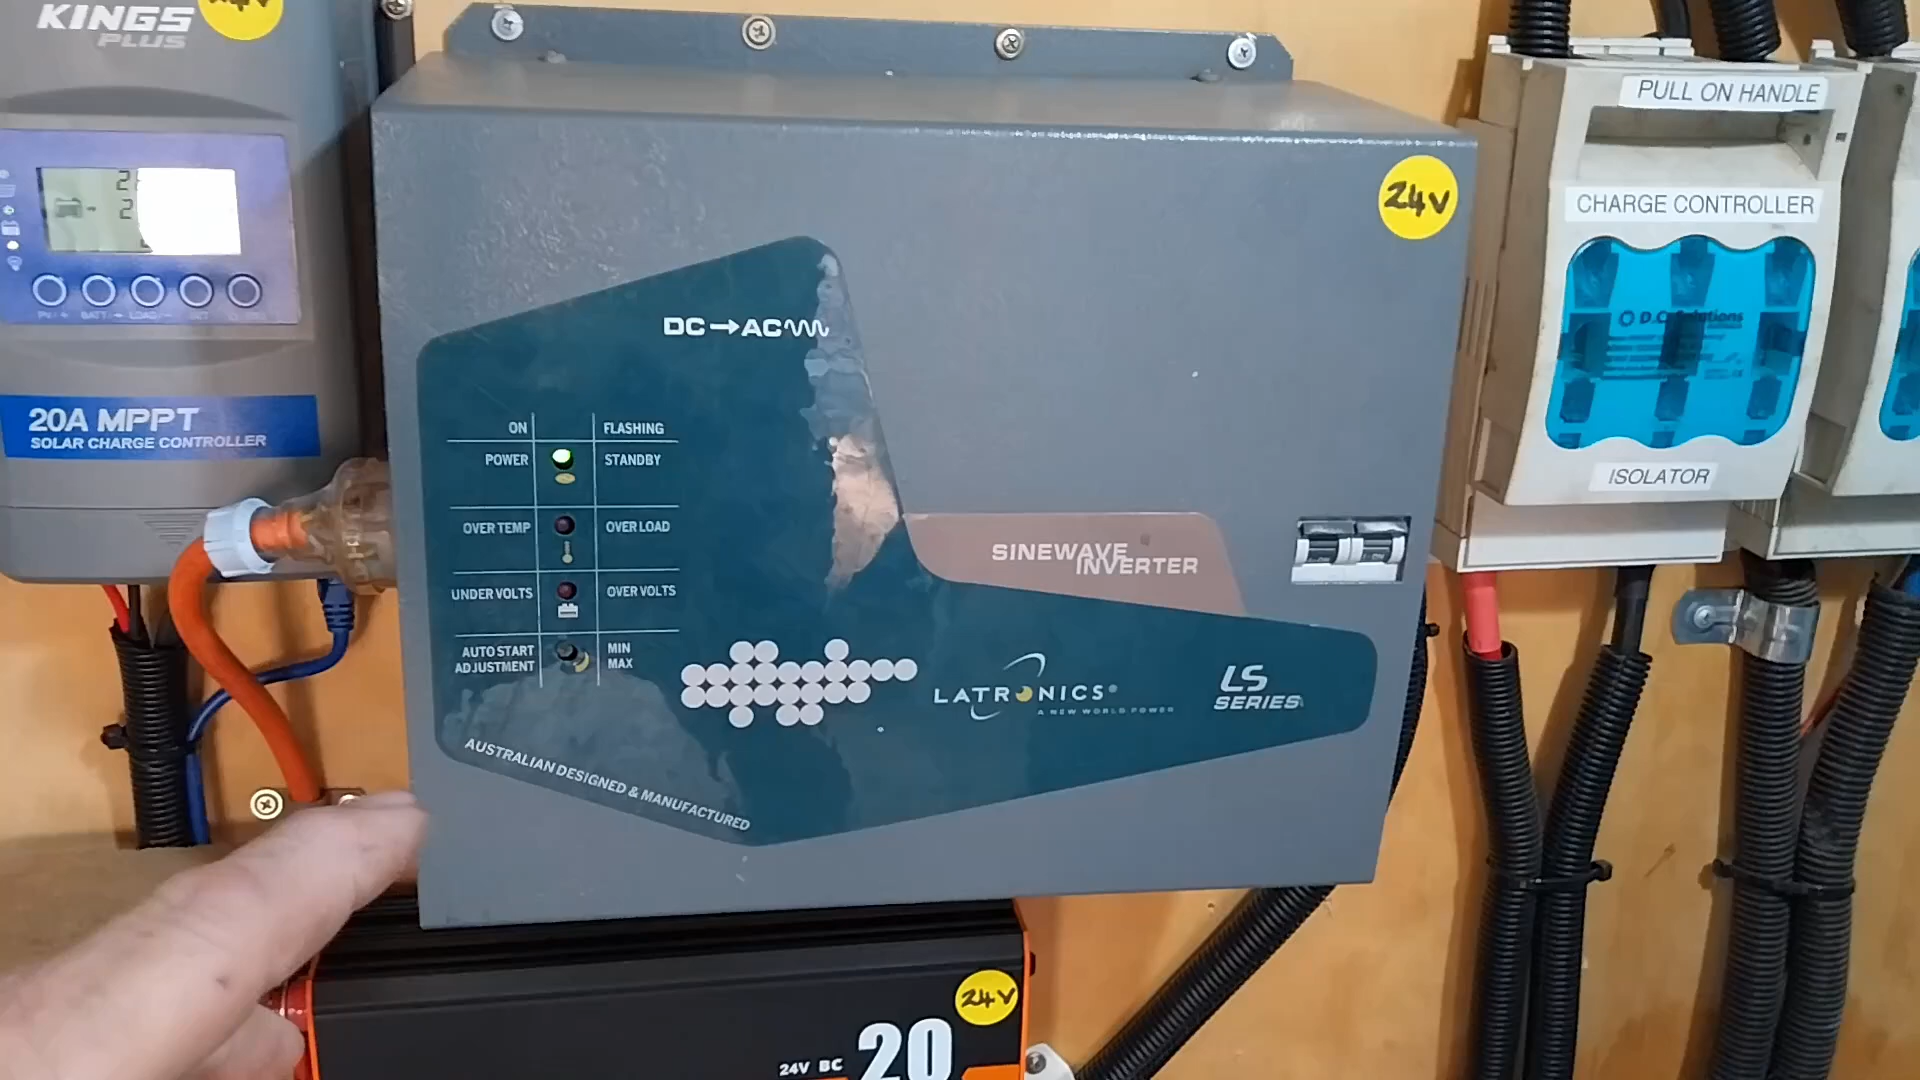 KINGS
PLUS
24V
20A MPPT
SOLAR CHARGE CONTROLLER
24V
DC→AC
ON
FLASHING
POWER
STANDBY
OVER TEMP
OVER LOAD
UNDER VOLTS
OVER VOLTS
AUTO START
ADJUSTMENT
MIN
MAX
SINEWAVE
INVERTER
LATRONICS®
A NEW WORLD POWER
LS
SERIES
AUSTRALIAN DESIGNED & MANUFACTURED
PULL ON HANDLE
CHARGE CONTROLLER
D.C. Solutions
ISOLATOR
24V
24V BC
20